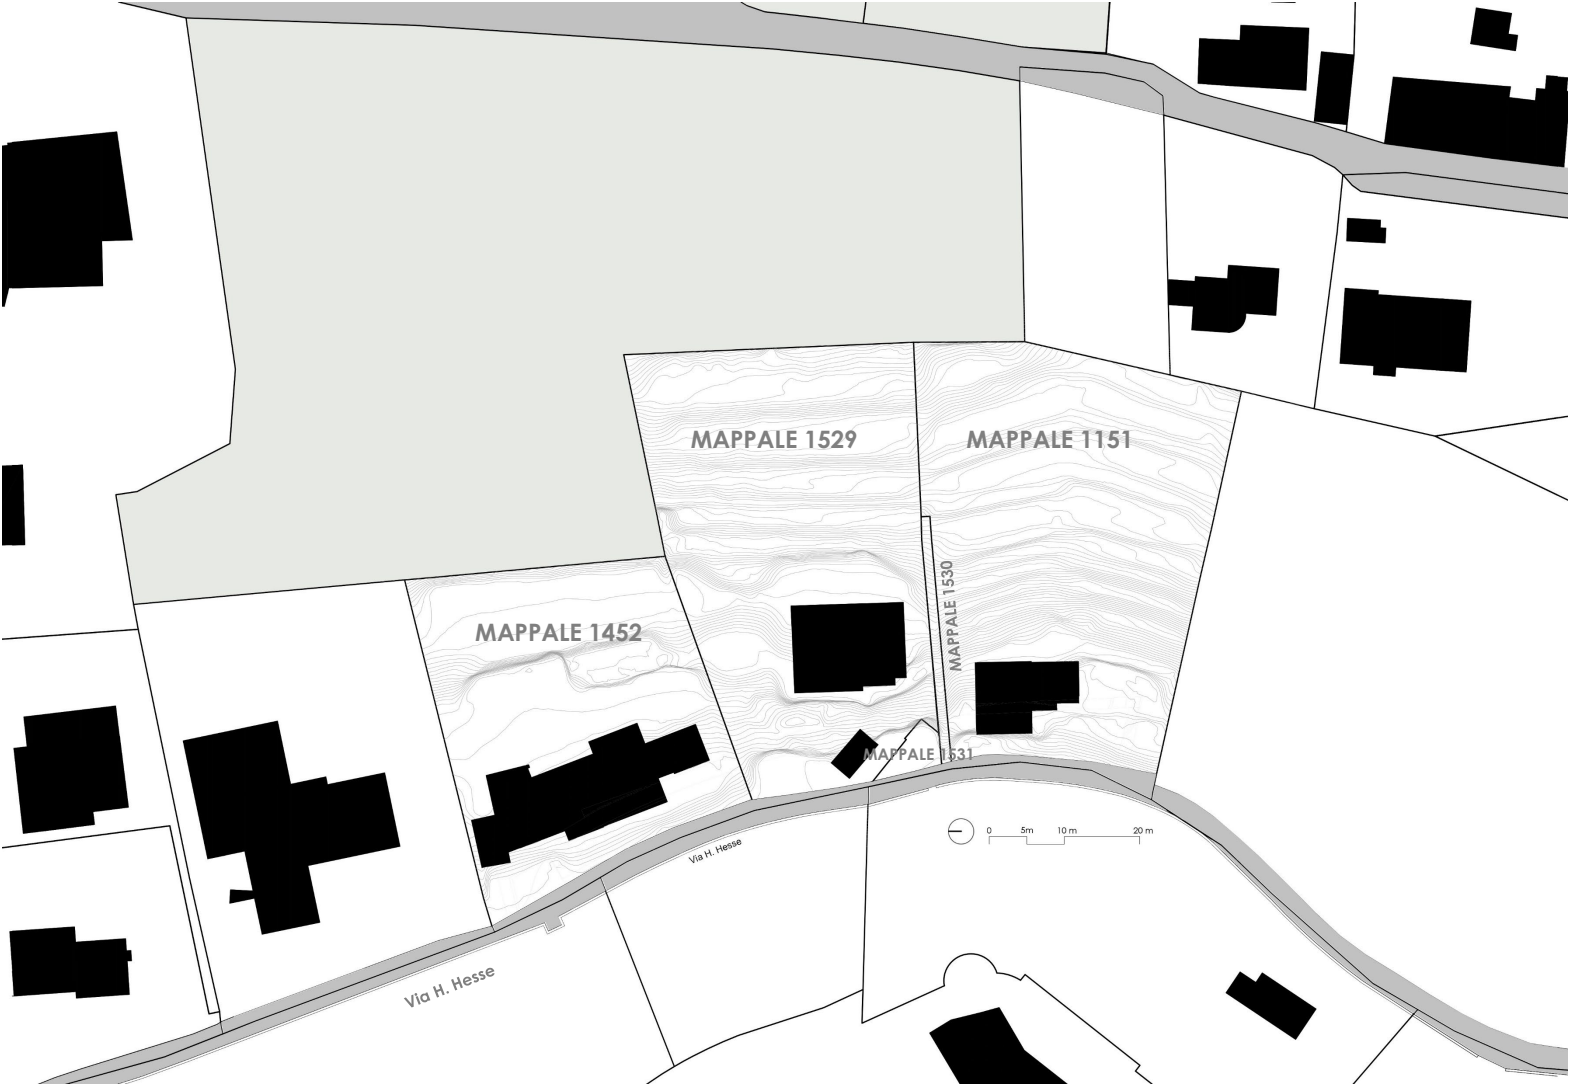 MAPPALE 1529
MAPPALE 1151
MAPPALE 1530
MAPPALE 1452
MAPPALE 1531
0 5m 10 m 20 m
Via H. Hesse
Via H. Hesse